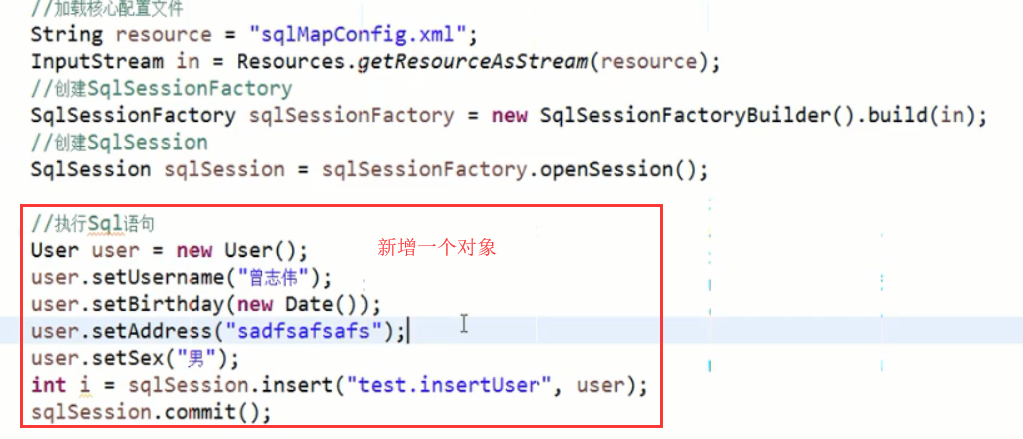 //加载核心配置文件
String resource = "sqlMapConfig.xml";
InputStream in = Resources.getResourceAsStream(resource);
//创建SqlSessionFactory
SqlSessionFactory sqlSessionFactory = new SqlSessionFactoryBuilder().build(in);
//创建SqlSession
SqlSession sqlSession = sqlSessionFactory.openSession();
//执行Sql语句
User user = new User();
新增一个对象
user.setUsername("曾志伟");
user.setBirthday(new Date());
user.setAddress("sadfsafsafs");
user.setSex("男");
int i = sqlSession.insert("test.insertUser", user);
sqlSession.commit();